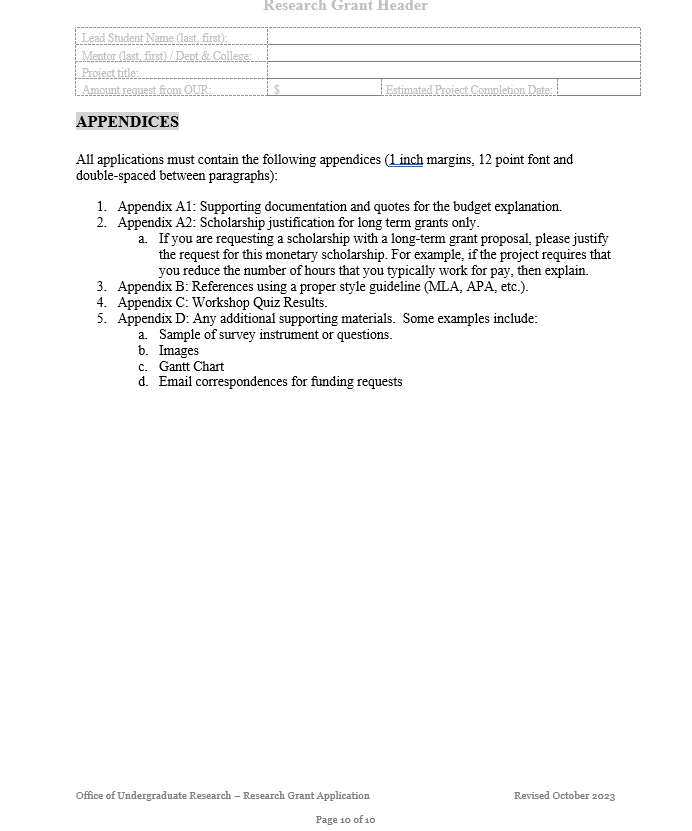 Research Grant Header
Lead Student Name (last, first):
Mentor (last, first) / Dept & College:
Project title:
Amount request from OUR: $ Estimated Project Completion Date:
APPENDICES
All applications must contain the following appendices (1 inch margins, 12 point font and
double-spaced between paragraphs):
1. Appendix A1: Supporting documentation and quotes for the budget explanation.
2. Appendix A2: Scholarship justification for long term grants only.
a. If you are requesting a scholarship with a long-term grant proposal, please justify
the request for this monetary scholarship. For example, if the project requires that
you reduce the number of hours that you typically work for pay, then explain.
3. Appendix B: References using a proper style guideline (MLA, APA, etc.).
4. Appendix C: Workshop Quiz Results.
5. Appendix D: Any additional supporting materials. Some examples include:
a. Sample of survey instrument or questions.
b. Images
c. Gantt Chart
d. Email correspondences for funding requests
Office of Undergraduate Research – Research Grant Application Revised October 2023
Page 10 of 10